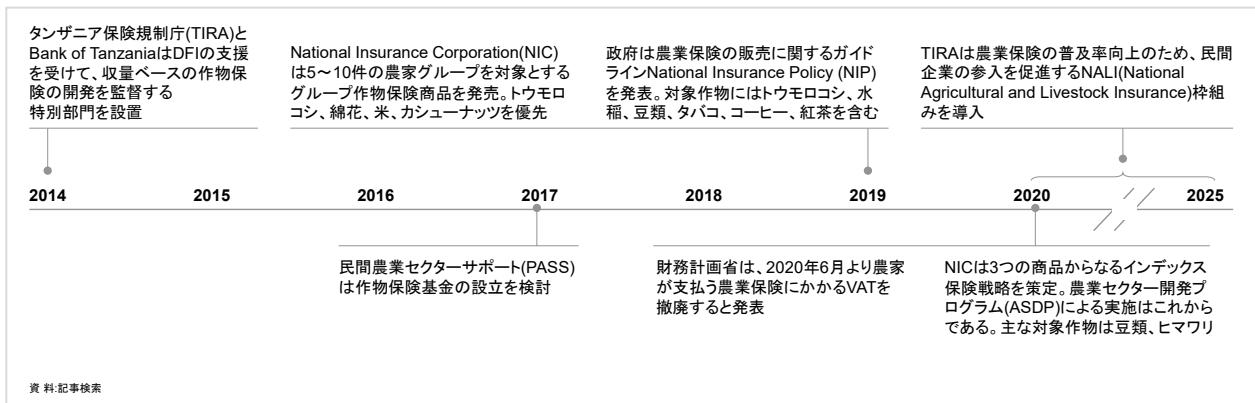 タンザニア保険規制庁(TIRA)と
Bank of TanzaniaはDFIの支援
を受けて、収量ベースの作物保
険の開発を監督する
特別部門を設置
National Insurance Corporation(NIC)
は5～10件の農家グループを対象とする
グループ作物保険商品を発売。トウモロ
コシ、綿花、米、カシューナッツを優先
政府は農業保険の販売に関するガイド
ラインNational Insurance Policy (NIP)
を発表。対象作物にはトウモロコシ、水
稲、豆類、タバコ、コーヒー、紅茶を含む
TIRAは農業保険の普及率向上のため、民間
企業の参入を促進するNALI(National
Agricultural and Livestock Insurance)枠組
みを導入
2014 2015 2016 2017 2018 2019 2020 2025
民間農業セクターサポート(PASS)
は作物保険基金の設立を検討
財務計画省は、2020年6月より農家
が支払う農業保険にかかるVATを
撤廃すると発表
NICは3つの商品からなるインデックス
保険戦略を策定。農業セクター開発プ
ログラム(ASDP)による実施はこれから
である。主な対象作物は豆類、ヒマワリ
資 料:記事検索